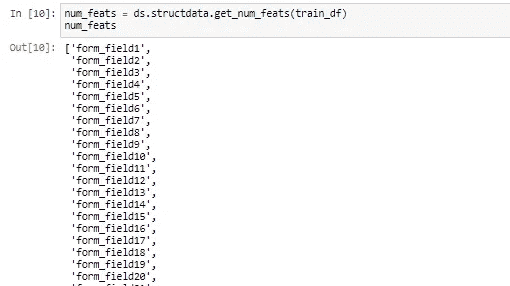 In [10]: num_feats = ds.structdata.get_num_feats(train_df)
num_feats
Out[10]: ['form_field1',
'form_field2',
'form_field3',
'form_field4',
'form_field5',
'form_field6',
'form_field7',
'form_field8',
'form_field9',
'form_field10',
'form_field11',
'form_field12',
'form_field13',
'form_field14',
'form_field15',
'form_field16',
'form_field17',
'form_field18',
'form_field19',
'form_field20',